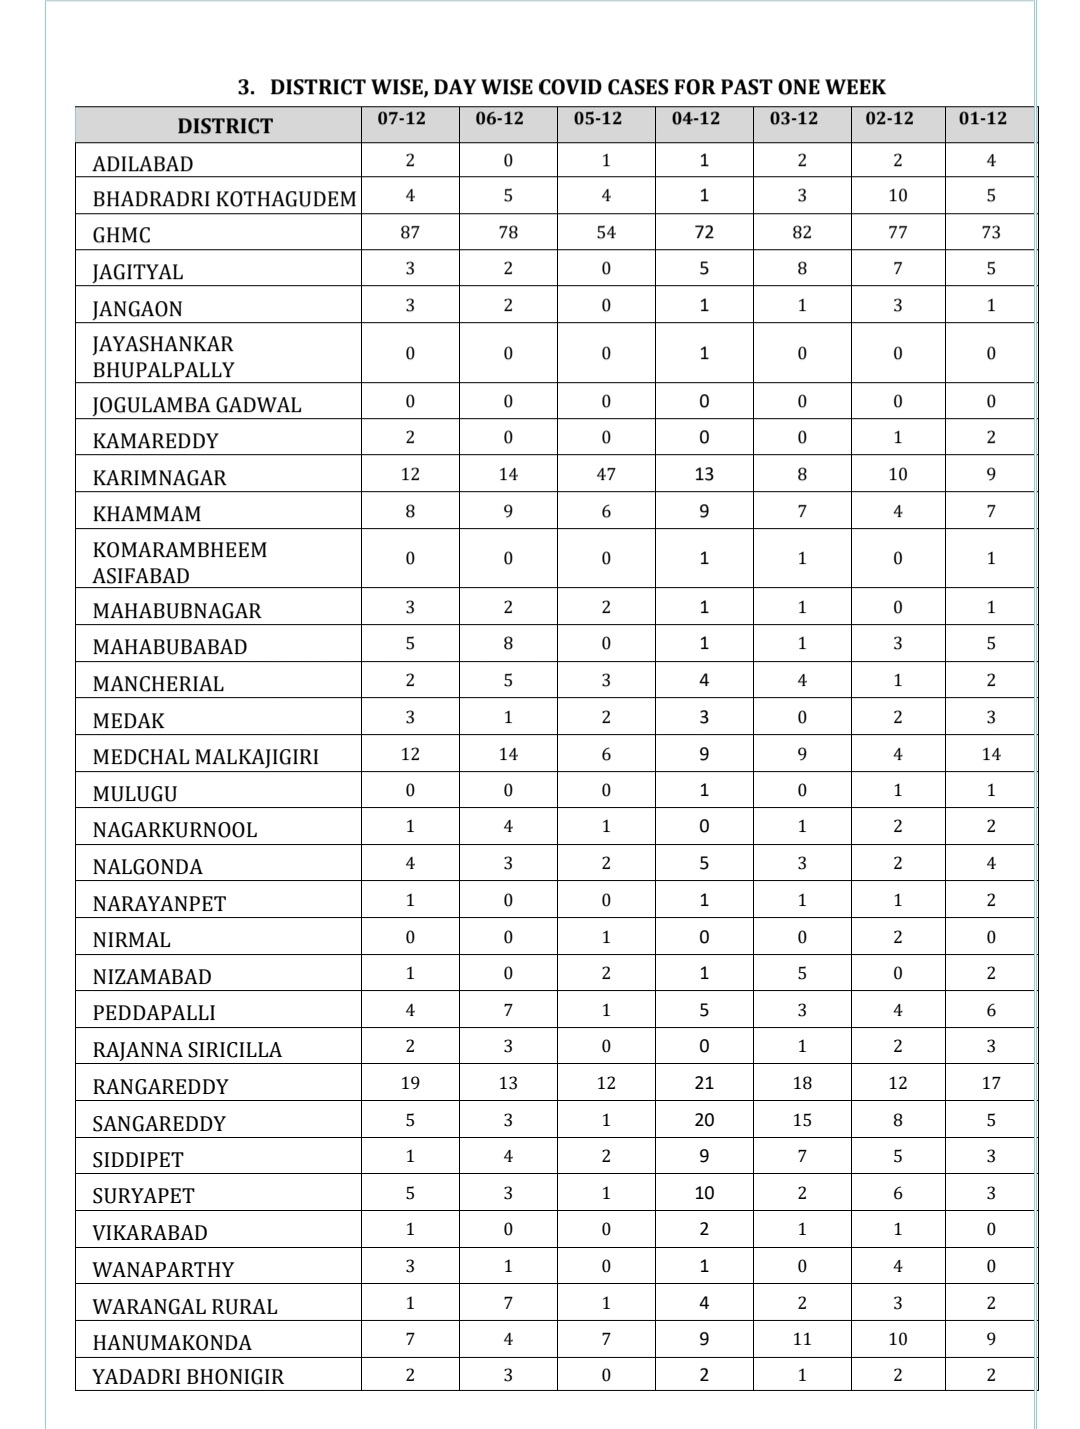 3. DISTRICT WISE, DAY WISE COVID CASES FOR PAST ONE WEEK
DISTRICT 07-12 06-12 05-12 04-12 03-12 02-12 01-12
ADILABAD 2 0 1 1 2 2 4
BHADRADRI KOTHAGUDEM 4 5 4 1 3 10 5
GHMC 87 78 54 72 82 77 73
JAGITYAL 3 2 0 5 8 7 5
JANGAON 3 2 0 1 1 3 1
JAYASHANKAR
BHUPALPALLY 0 0 0 1 0 0 0
JOGULAMBA GADWAL 0 0 0 0 0 0 0
KAMAREDDY 2 0 0 0 0 1 2
KARIMNAGAR 12 14 47 13 8 10 9
KHAMMAM 8 9 6 9 7 4 7
KOMARAMBHEEM
ASIFABAD 0 0 0 1 1 0 1
MAHABUBNAGAR 3 2 2 1 1 0 1
MAHABUBABAD 5 8 0 1 1 3 5
MANCHERIAL 2 5 3 4 4 1 2
MEDAK 3 1 2 3 0 2 3
MEDCHAL MALKAJIGIRI 12 14 6 9 9 4 14
MULUGU 0 0 0 1 0 1 1
NAGARKURNOOL 1 4 1 0 1 2 2
NALGONDA 4 3 2 5 3 2 4
NARAYANPET 1 0 0 1 1 1 2
NIRMAL 0 0 1 0 0 2 0
NIZAMABAD 1 0 2 1 5 0 2
PEDDAPALLI 4 7 1 5 3 4 6
RAJANNA SIRICILLA 2 3 0 0 1 2 3
RANGAREDDY 19 13 12 21 18 12 17
SANGAREDDY 5 3 1 20 15 8 5
SIDDIPET 1 4 2 9 7 5 3
SURYAPET 5 3 1 10 2 6 3
VIKARABAD 1 0 0 2 1 1 0
WANAPARTHY 3 1 0 1 0 4 0
WARANGAL RURAL 1 7 1 4 2 3 2
HANUMAKONDA 7 4 7 9 11 10 9
YADADRI BHONIGIR 2 3 0 2 1 2 2